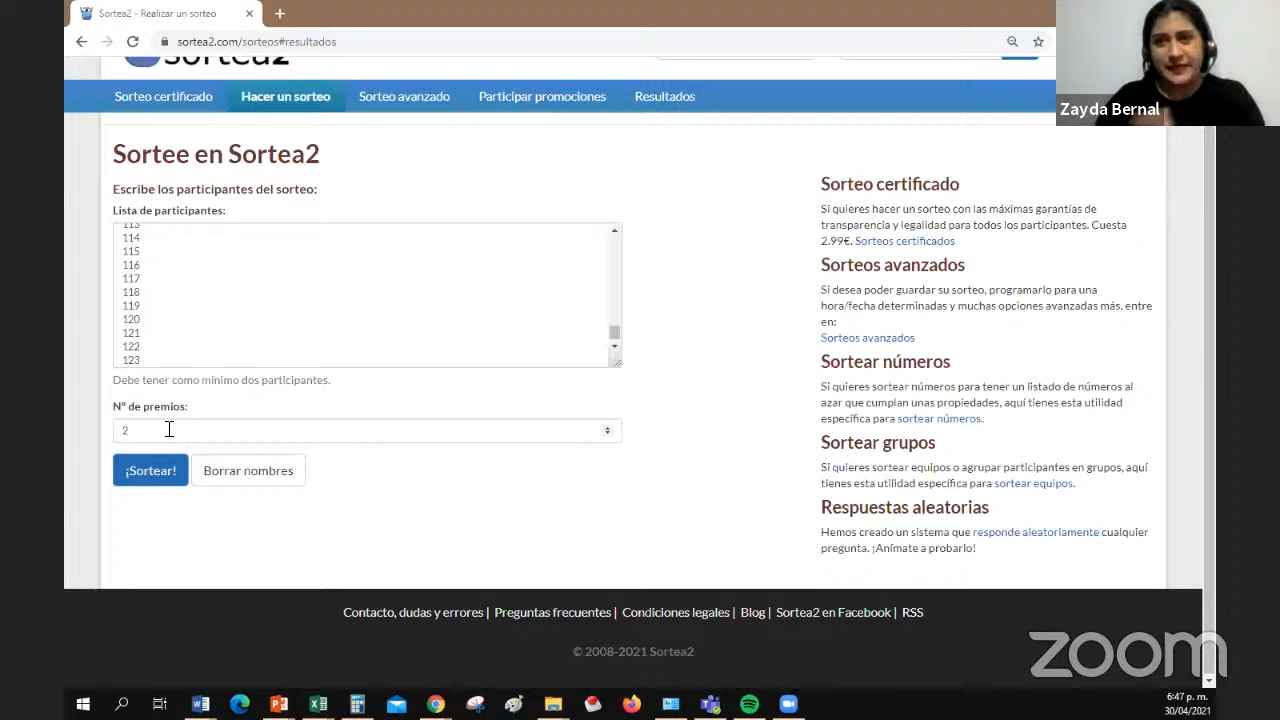 Sortea2 - Realizar un sorteo
sortea2.com/sorteos#resultados
Sortea2
Sorteo certificado
Hacer un sorteo
Sorteo avanzado
Participar promociones
Resultados
Zayda Bernal
Sortee en Sortea2
Escribe los participantes del sorteo:
Lista de participantes:
113
114
115
116
117
118
119
120
121
122
123
Debe tener como mínimo dos participantes.
Nº de premios:
2
¡Sortear!
Borrar nombres
Sorteo certificado
Si quieres hacer un sorteo con las máximas garantías de
transparencia y legalidad para todos los participantes. Cuesta
2.99€. Sorteos certificados
Sorteos avanzados
Si desea poder guardar su sorteo, programarlo para una
hora/fecha determinadas y muchas opciones avanzadas más, entre
en:
Sorteos avanzados
Sortear números
Si quieres sortear números para tener un listado de números al
azar que cumplan unas propiedades, aquí tienes esta utilidad
específica para sortear números.
Sortear grupos
Si quieres sortear equipos o agrupar participantes en grupos, aquí
tienes esta utilidad específica para sortear equipos.
Respuestas aleatorias
Hemos creado un sistema que responde aleatoriamente cualquier
pregunta. ¡Anímate a probarlo!
Contacto, dudas y errores | Preguntas frecuentes | Condiciones legales | Blog | Sortea2 en Facebook | RSS
© 2008-2021 Sortea2
zoom
6:47 p. m.
30/04/2021